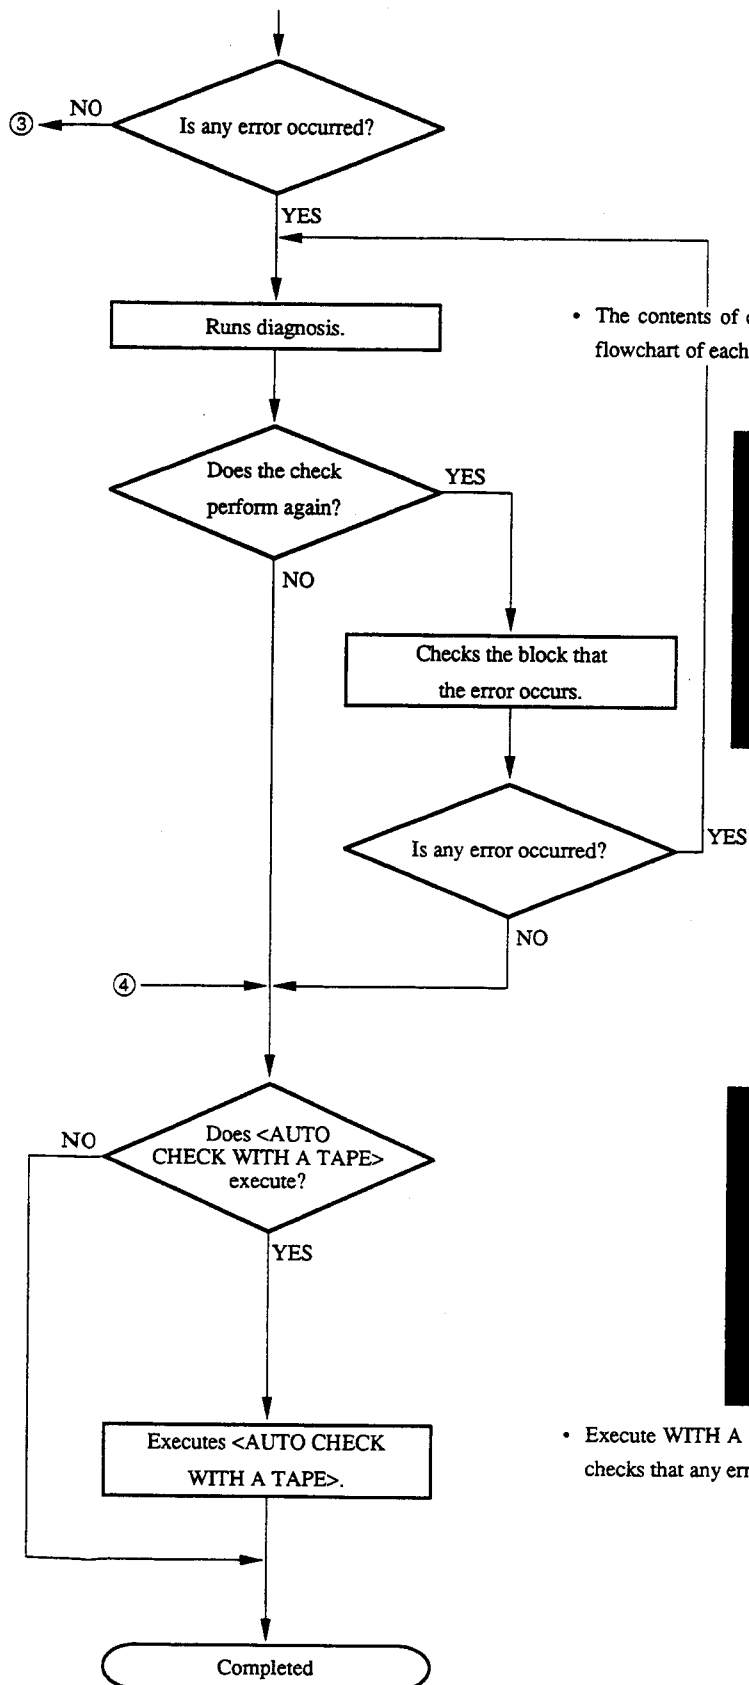 Is any error occurred?
NO
③
YES
Runs diagnosis.
• The contents of
flowchart of each
Does the check
perform again?
YES
NO
Checks the block that
the error occurs.
Is any error occurred?
YES
NO
④
Does <AUTO
CHECK WITH A TAPE>
execute?
NO
YES
Executes <AUTO CHECK
WITH A TAPE>.
• Execute WITH A
checks that any
Completed